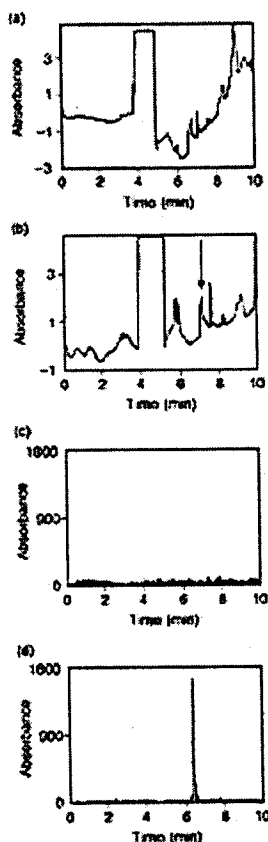 (a)
Absorbance
3
1
−1
−3
0 2 4 6 8 10
Time (min)
(b)
Absorbance
3
1
−1
0 2 4 6 8 10
Time (min)
(c)
Absorbance
1800
900
0
0 2 4 6 8 10
Time (min)
(d)
Absorbance
1800
900
0
0 2 4 6 8 10
Time (min)